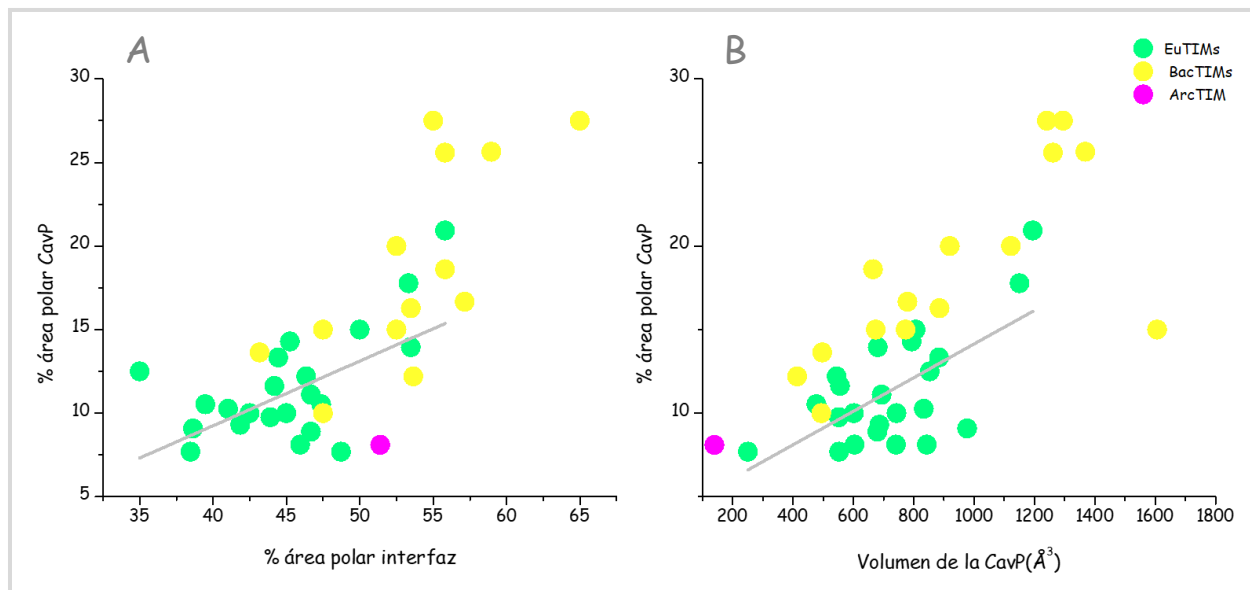 A
30
25
20
15
10
5
% área polar CavP
35
40
45
50
55
60
65
% área polar interfaz
B
30
20
10
% área polar CavP
200
400
600
800
1000
1200
1400
1600
1800
Volumen de la CavP(Å³)
EuTIMs
BacTIMs
ArcTIM